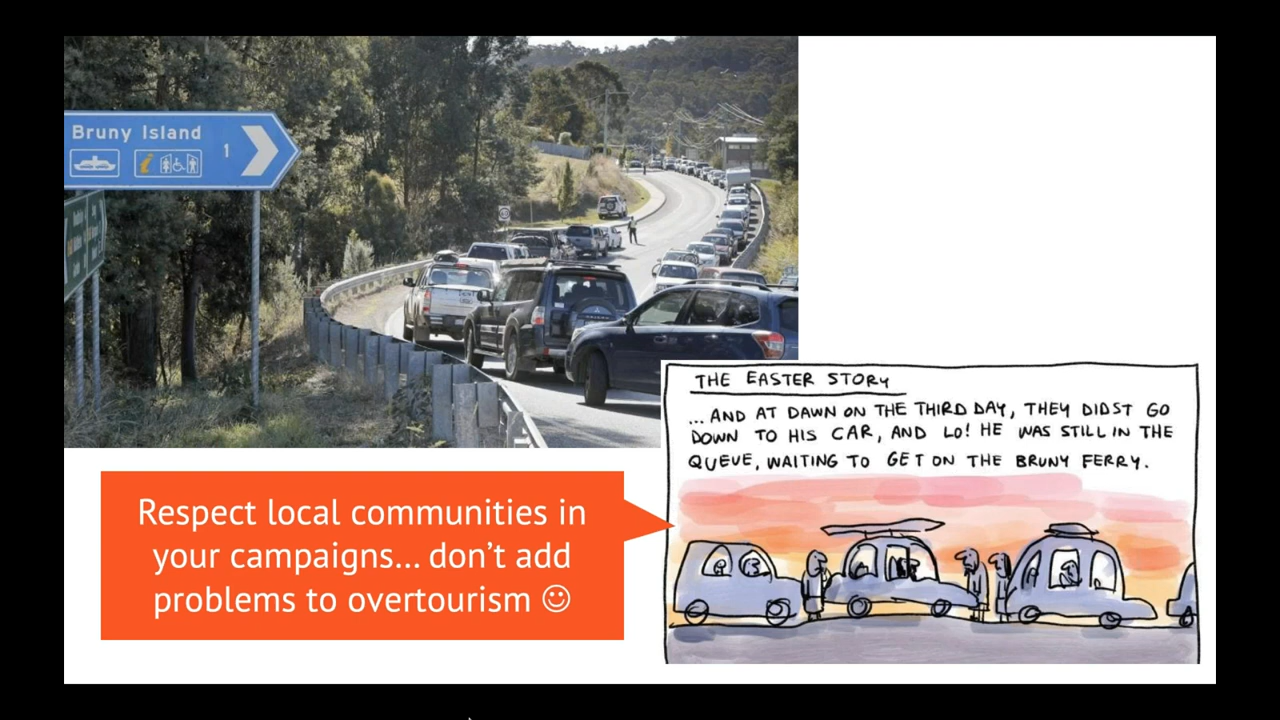 Bruny Island
1
THE EASTER STORY
...AND AT DAWN ON THE THIRD DAY, THEY DIDST GO
DOWN TO HIS CAR, AND LO! HE WAS STILL IN THE
QUEUE, WAITING TO GET ON THE BRUNY FERRY.
Respect local communities in
your campaigns... don't add
problems to overtourism ☺